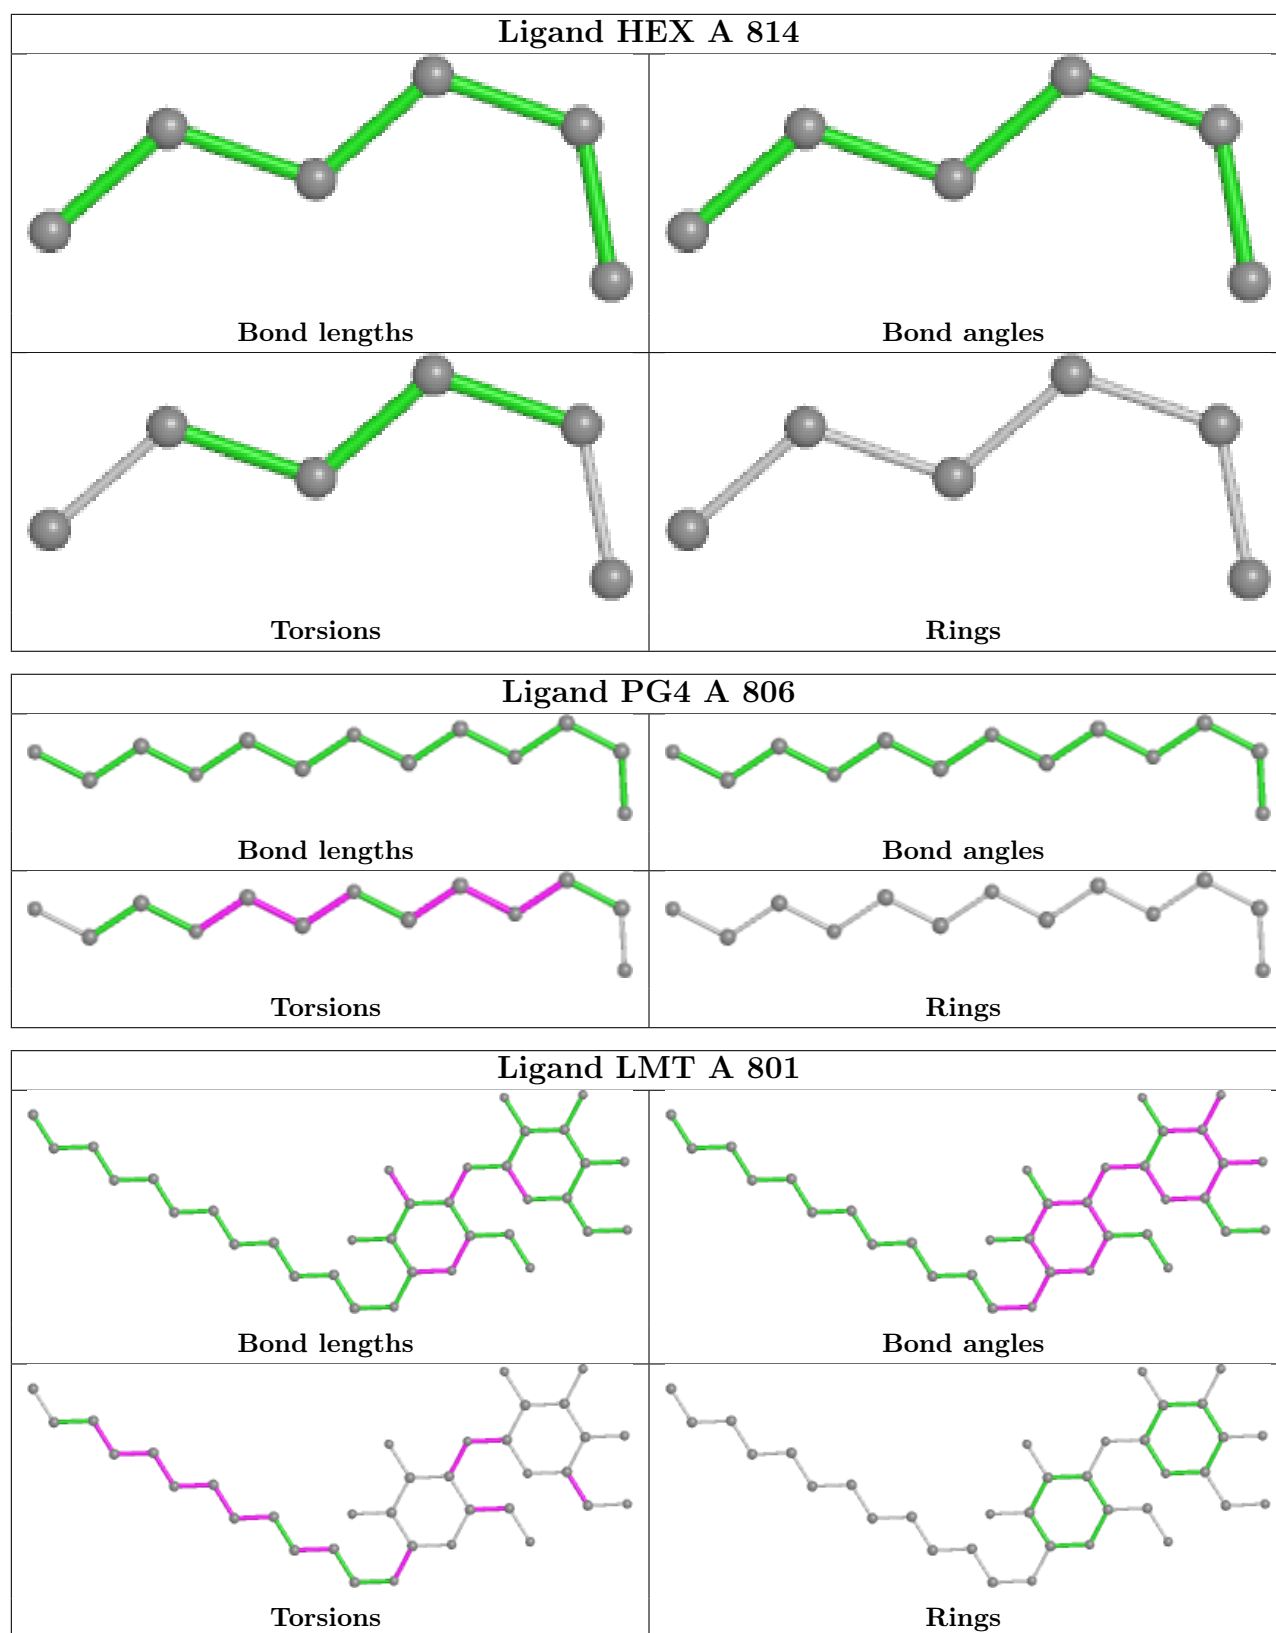 Ligand HEX A 814
Bond lengths
Bond angles
Torsions
Rings
Ligand PG4 A 806
Bond lengths
Bond angles
Torsions
Rings
Ligand LMT A 801
Bond lengths
Bond angles
Torsions
Rings